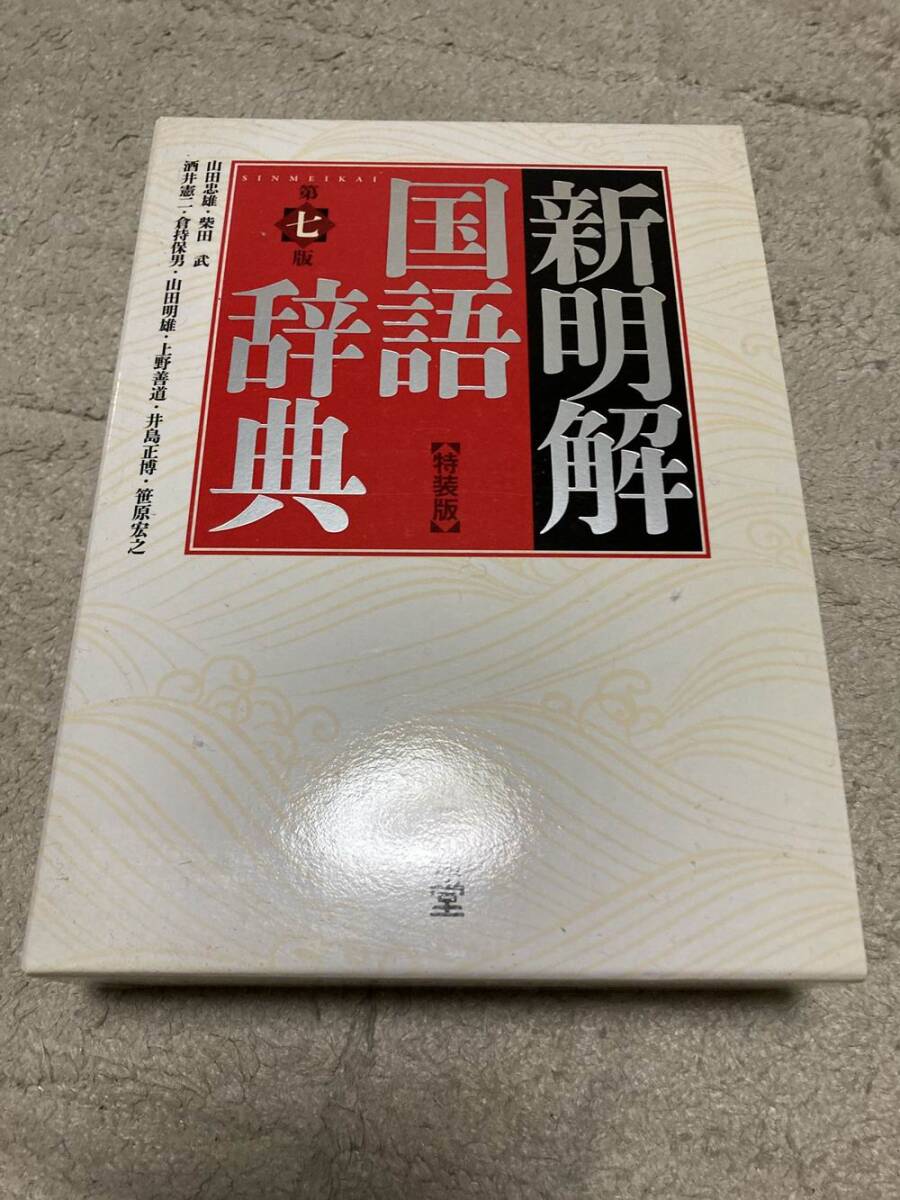 新明解
国語
【特装版】
辞典
SINMEIKAI
第七版
山田忠雄・柴田 武
酒井憲二・倉持保男・山田明雄・上野善道・井島正博・笹原宏之
堂